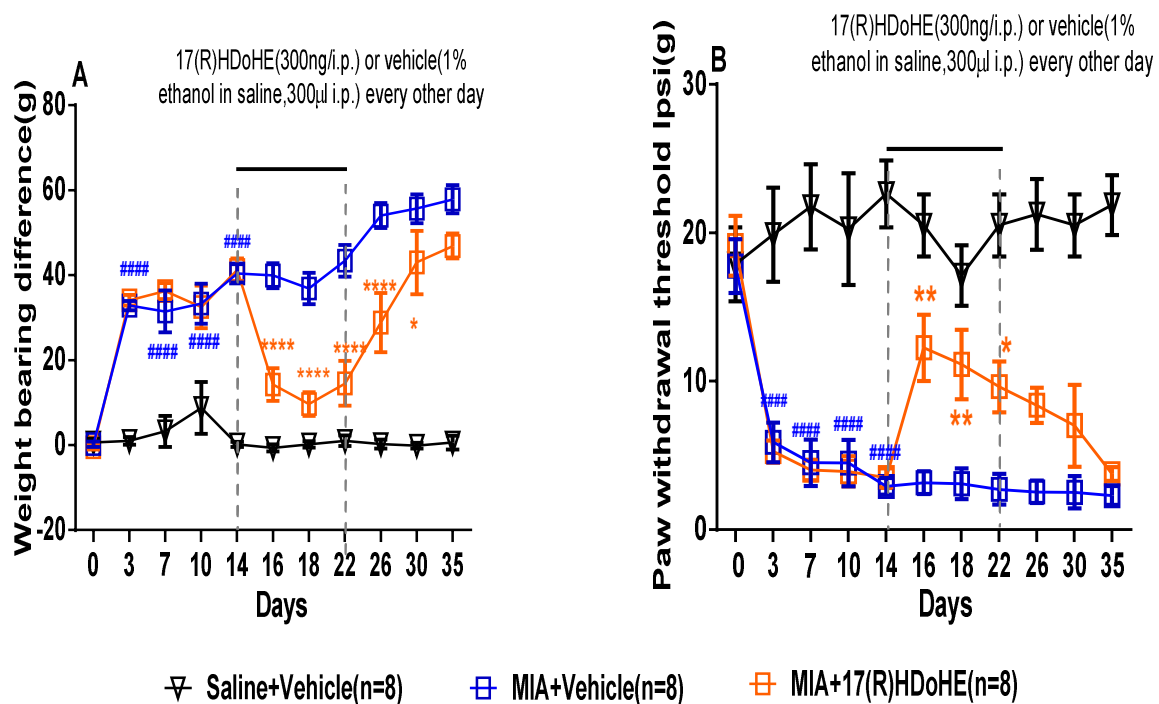 A
17(R)HDoHE(300ng/i.p.) or vehicle(1%
ethanol in saline,300µl i.p.) every other day
Weight bearing difference(g)
80
60
40
20
0
-20
####
####
####
####
****
****
****
****
*
0 3 7 10 14 16 18 22 26 30 35
Days
B
17(R)HDoHE(300ng/i.p.) or vehicle(1%
ethanol in saline,300µl i.p.) every other day
Paw withdrawal threshold Ipsi(g)
30
20
10
0
####
####
####
####
**
**
*
0 3 7 10 14 16 18 22 26 30 35
Days
Saline+Vehicle(n=8) MIA+Vehicle(n=8) MIA+17(R)HDoHE(n=8)